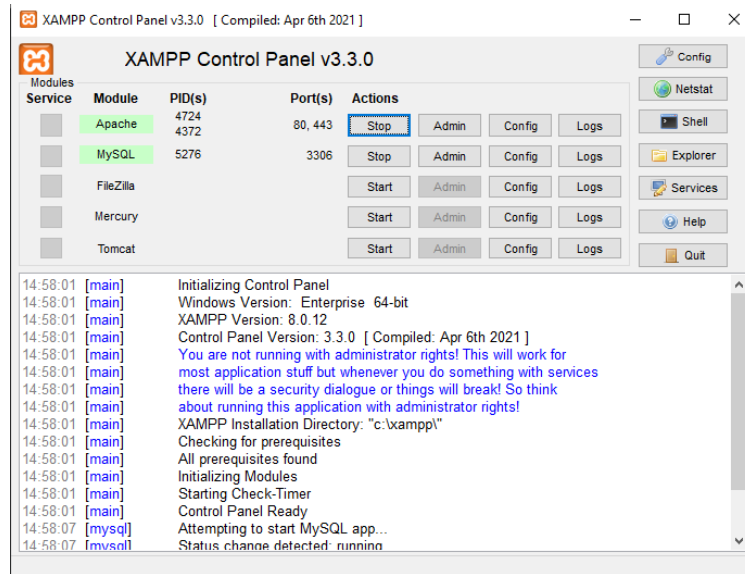 XAMPP Control Panel v3.3.0 [ Compiled: Apr 6th 2021 ]
XAMPP Control Panel v3.3.0
Config
Netstat
Shell
Explorer
Services
Help
Quit
Modules
Service Module PID(s) Port(s) Actions
Apache 4724 4372 80, 443 Stop Admin Config Logs
MySQL 5276 3306 Stop Admin Config Logs
FileZilla Start Admin Config Logs
Mercury Start Admin Config Logs
Tomcat Start Admin Config Logs
14:58:01 [main] Initializing Control Panel
14:58:01 [main] Windows Version: Enterprise 64-bit
14:58:01 [main] XAMPP Version: 8.0.12
14:58:01 [main] Control Panel Version: 3.3.0 [ Compiled: Apr 6th 2021 ]
14:58:01 [main] You are not running with administrator rights! This will work for
14:58:01 [main] most application stuff but whenever you do something with services
14:58:01 [main] there will be a security dialogue or things will break! So think
14:58:01 [main] about running this application with administrator rights!
14:58:01 [main] XAMPP Installation Directory: "c:\xampp\"
14:58:01 [main] Checking for prerequisites
14:58:01 [main] All prerequisites found
14:58:01 [main] Initializing Modules
14:58:01 [main] Starting Check-Timer
14:58:01 [main] Control Panel Ready
14:58:07 [mysql] Attempting to start MySQL app...
14:58:07 [mysql] Status change detected: running